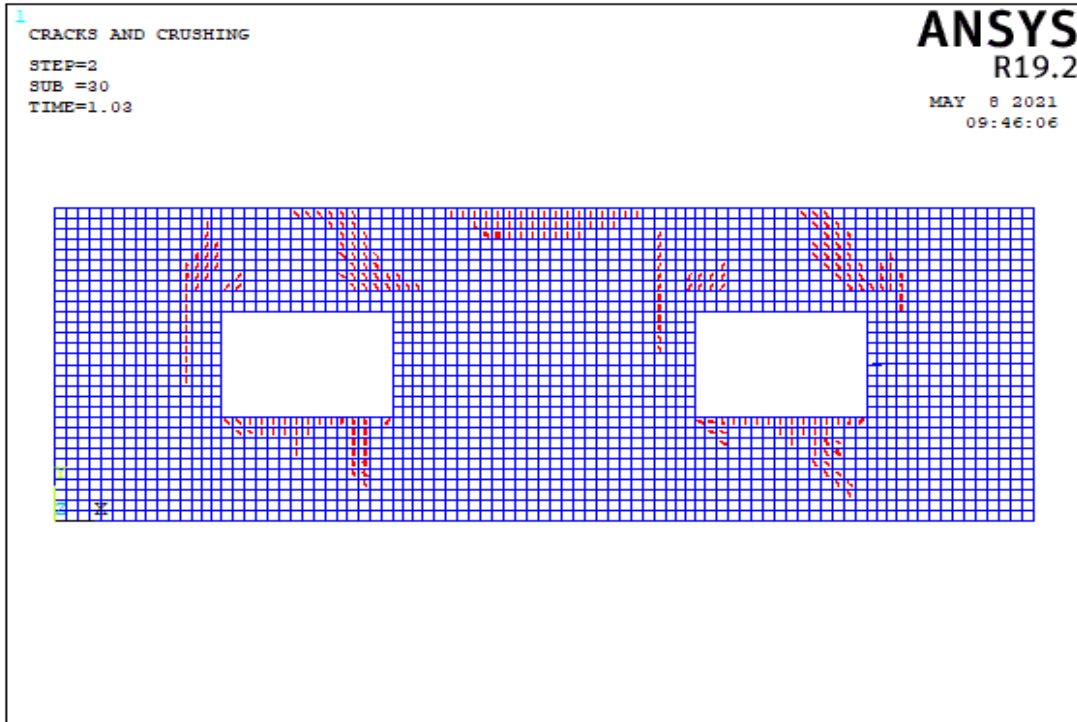 1
CRACKS AND CRUSHING
STEP=2
SUB =30
TIME=1.03
ANSYS
R19.2
MAY 8 2021
09:46:06
Y
Z X